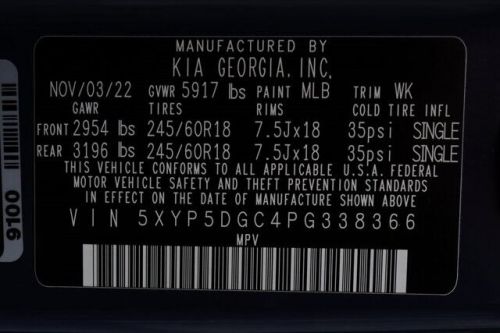 MANUFACTURED BY
KIA GEORGIA, INC.
NOV/03/22 GVWR 5917 lbs PAINT MLB TRIM WK
GAWR TIRES RIMS COLD TIRE INFL
FRONT 2954 lbs 245/60R18 7.5Jx18 35psi SINGLE
REAR 3196 lbs 245/60R18 7.5Jx18 35psi SINGLE
THIS VEHICLE CONFORMS TO ALL APPLICABLE U.S.A. FEDERAL
MOTOR VEHICLE SAFETY AND THEFT PREVENTION STANDARDS
IN EFFECT ON THE DATE OF MANUFACTURE SHOWN ABOVE
VIN 5XYP5DGC4PG338366
MPV
9100